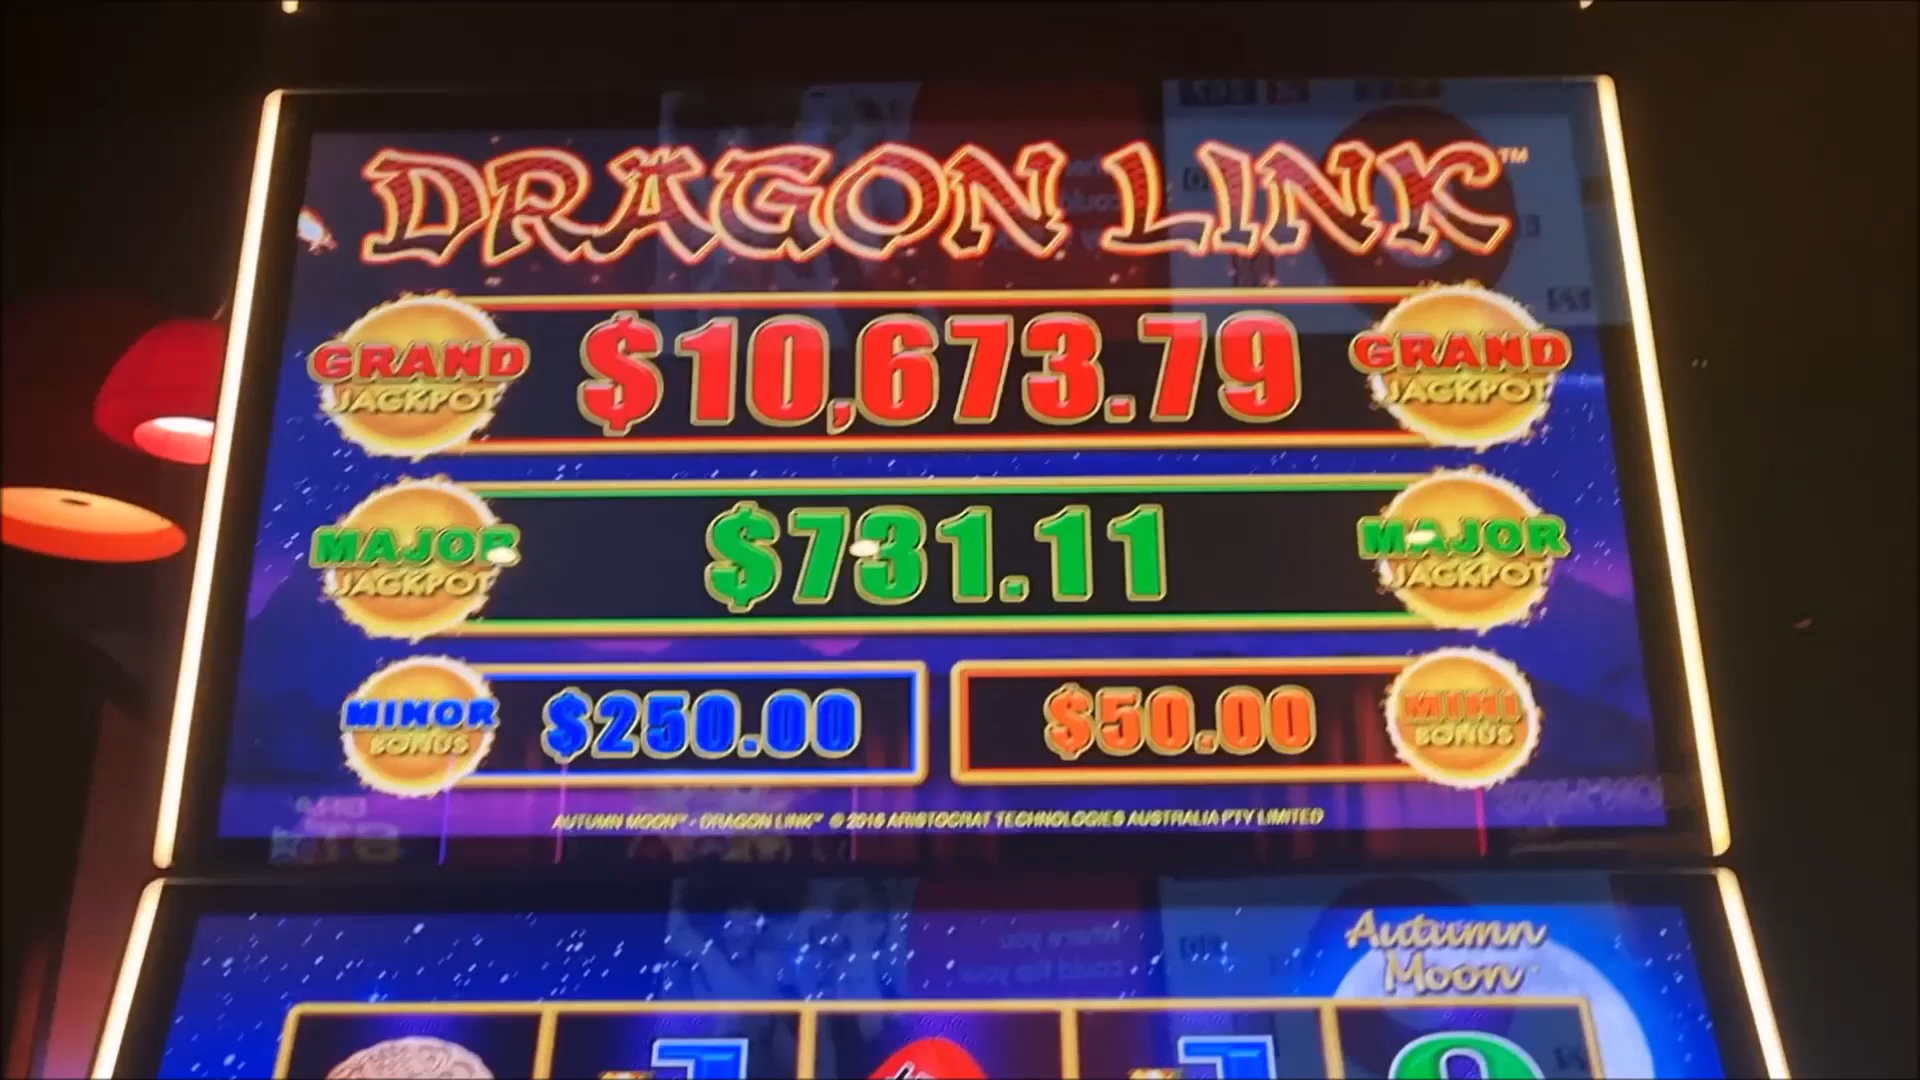 DRAGON LINK™
GRAND JACKPOT $10,673.79 GRAND JACKPOT
MAJOR JACKPOT $731.11 MAJOR JACKPOT
MINOR BONUS $250.00 $50.00 MINI BONUS
AUTUMN MOON™ - DRAGON LINK™ © 2016 ARISTOCRAT TECHNOLOGIES AUSTRALIA PTY LIMITED
Autumn
Moon™